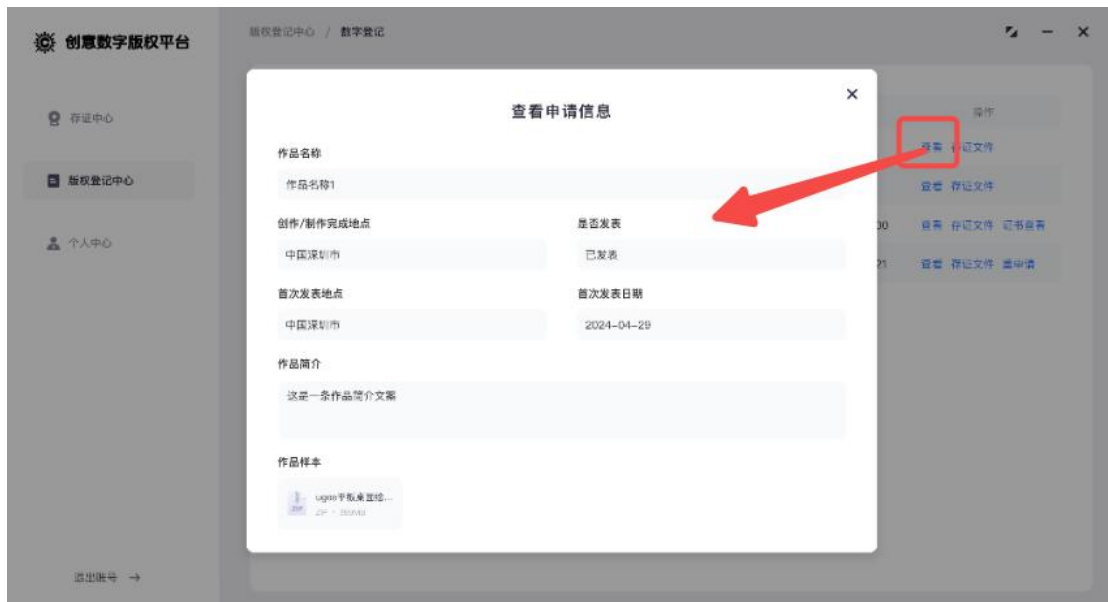 创意数字版权平台
版权登记中心 / 数字登记
存证中心
版权登记中心
个人中心
退出账号 →
操作
查看 存证文件
查看 存证文件
00 查看 存证文件 证书查看
21 查看 存证文件 重申请
查看申请信息
作品名称
作品名称1
创作/制作完成地点
是否发表
中国深圳市
已发表
首次发表地点
首次发表日期
中国深圳市
2024-04-29
作品简介
这是一条作品简介文案
作品样本
ZIP